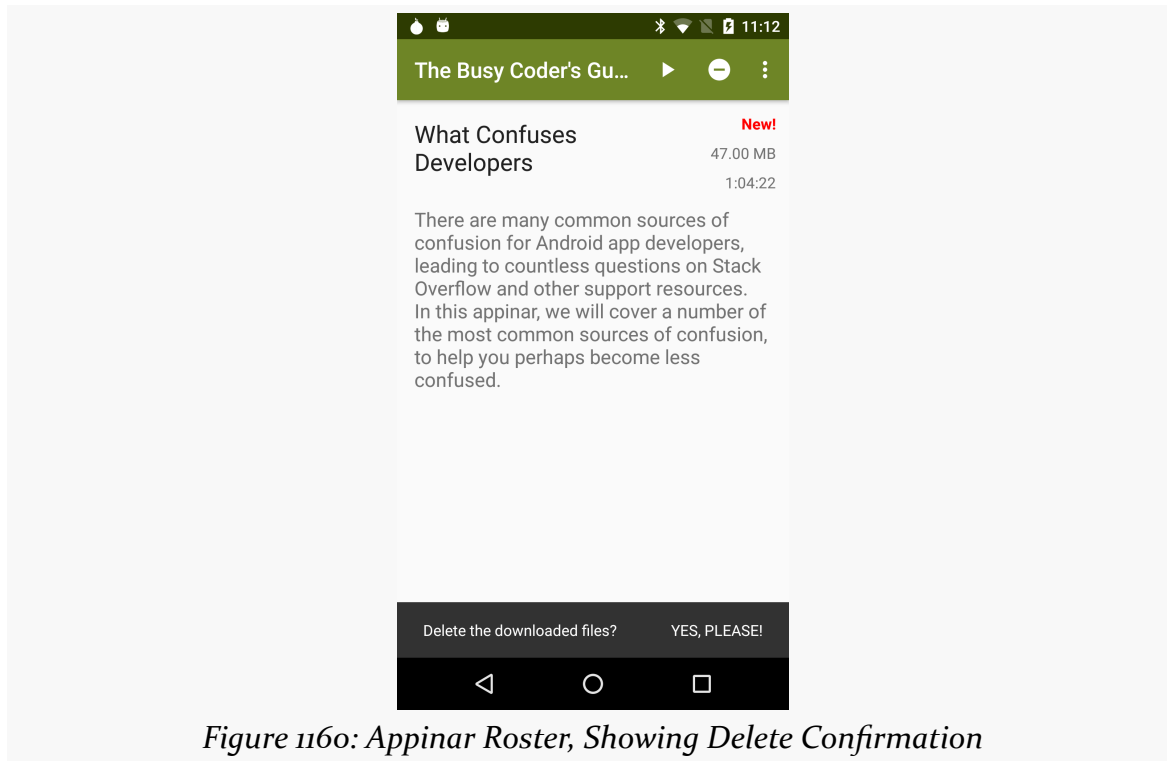 11:12
The Busy Coder's Gu...
What Confuses
Developers
New!
47.00 MB
1:04:22
There are many common sources of
confusion for Android app developers,
leading to countless questions on Stack
Overflow and other support resources.
In this appinar, we will cover a number of
the most common sources of confusion,
to help you perhaps become less
confused.
Delete the downloaded files? YES, PLEASE!
Figure 1160: Appinar Roster, Showing Delete Confirmation